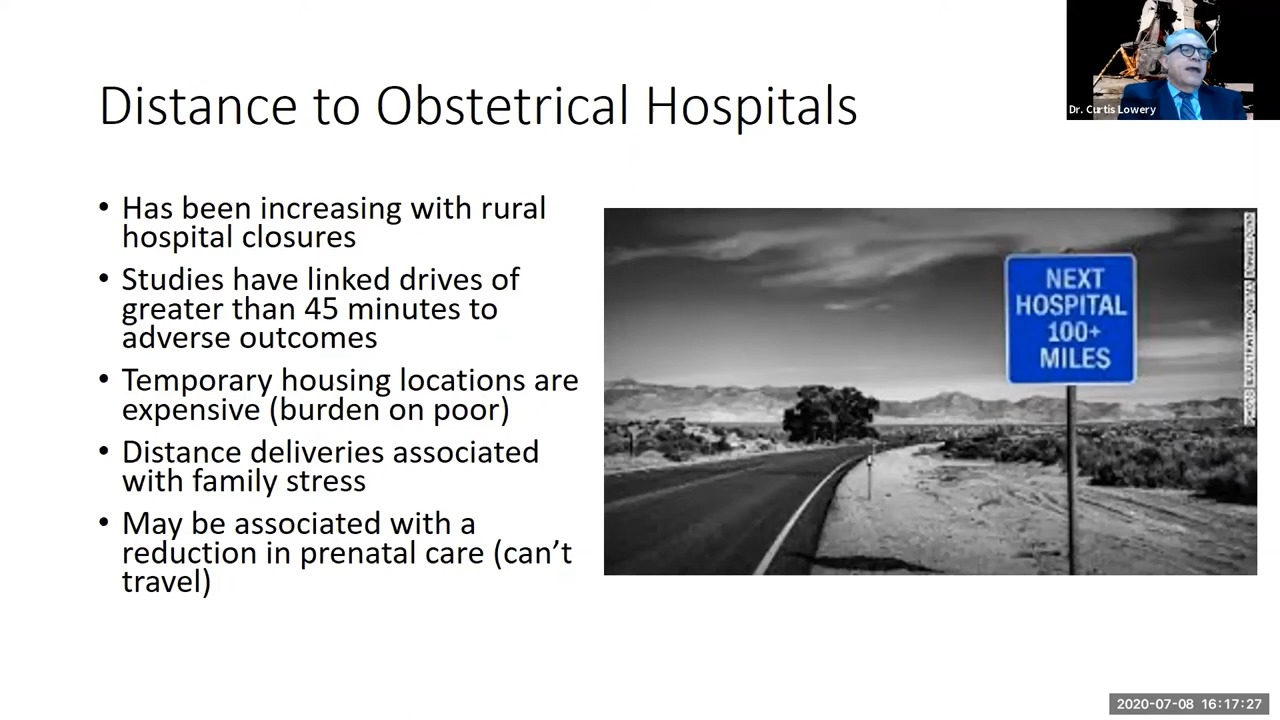 Distance to Obstetrical Hospitals
Dr. Curtis Lowery
• Has been increasing with rural
hospital closures
• Studies have linked drives of
greater than 45 minutes to
adverse outcomes
• Temporary housing locations are
expensive (burden on poor)
• Distance deliveries associated
with family stress
• May be associated with a
reduction in prenatal care (can’t
travel)
NEXT
HOSPITAL
100+
MILES
2020-07-08 16:17:27